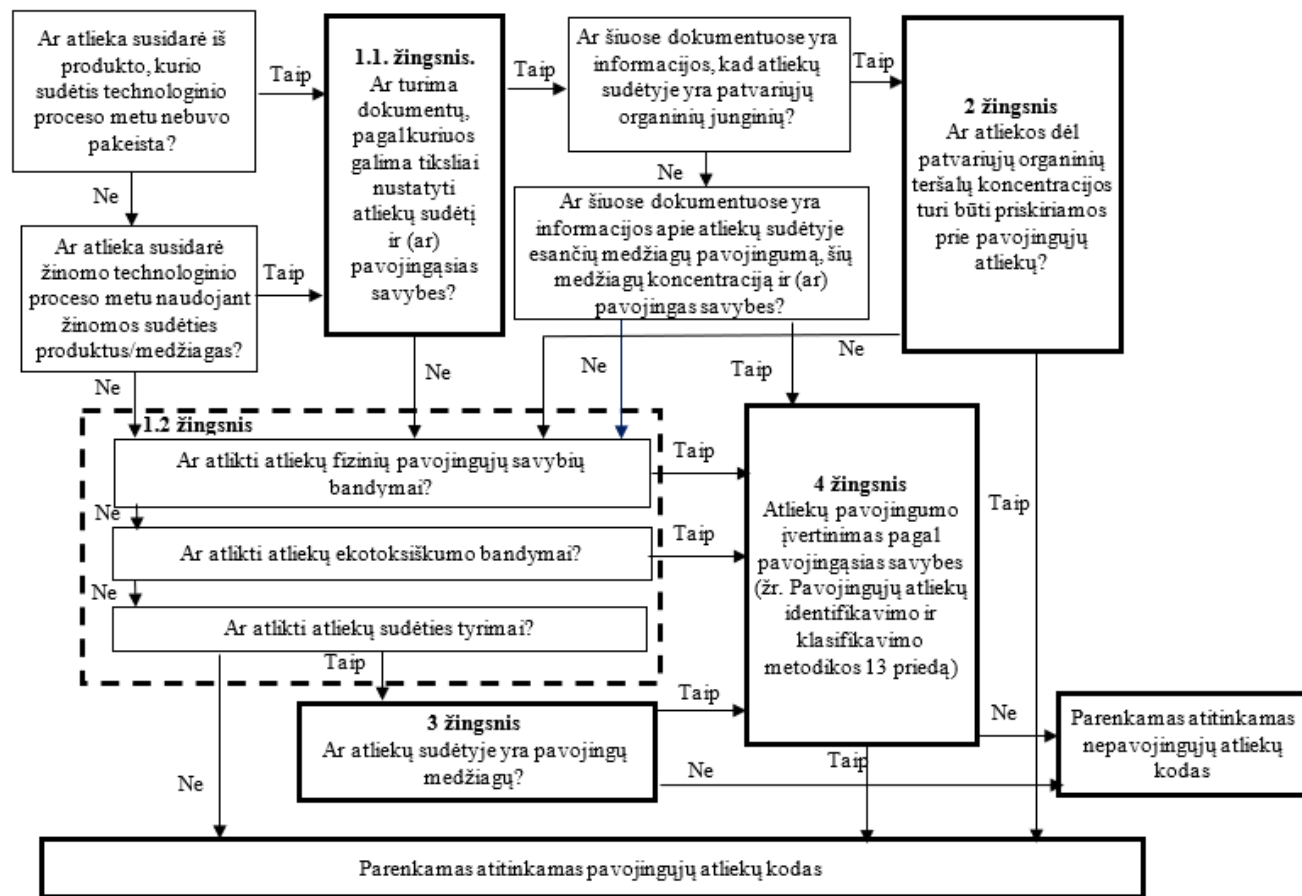 Ar atlieka susidarė iš
produkto, kurio
sudėtis technologinio
proceso metu nebuvo
pakeista?
Taip
Ne
1.1. žingsnis.
Ar turima
dokumentų,
pagalkuriuos
galima tiksliai
nustatyti
atliekų sudėtį
ir (ar)
pavojingąsias
savybes?
Taip
Ne
Ar šiuose dokumentuose yra
informacijos, kad atliekų
sudėtyje yra patvariųjų
organinių junginių?
Taip
Ne
2 žingsnis
Ar atliekos dėl
patvariųjų organinių
teršalų koncentracijos
turi būti priskiriamos
prie pavojingųjų
atliekų?
Ne
Taip
Ar atlieka susidarė
žinomo technologinio
proceso metu naudojant
žinomos sudėties
produktus/medžiagas?
Taip
Ne
Ar šiuose dokumentuose yra
informacijos apie atliekų sudėtyje
esančių medžiagų pavojingumą, šių
medžiagų koncentraciją ir (ar)
pavojingas savybes?
Ne
Taip
1.2 žingsnis
Ar atlikti atliekų fizinių pavojingųjų savybių
bandymai?
Taip
Ne
Ar atlikti atliekų ekotoksiškumo bandymai?
Taip
Ne
Ar atlikti atliekų sudėties tyrimai?
Taip
Ne
3 žingsnis
Ar atliekų sudėtyje yra pavojingų
medžiagų?
Taip
Ne
4 žingsnis
Atliekų pavojingumo
įvertinimas pagal
pavojingąsias savybes
(žr. Pavojingųjų atliekų
identifikavimo ir
klasifikavimo
metodikos 13 priedą)
Ne
Taip
Parenkamas atitinkamas
nepavojingųjų atliekų
kodas
Parenkamas atitinkamas pavojingųjų atliekų kodas